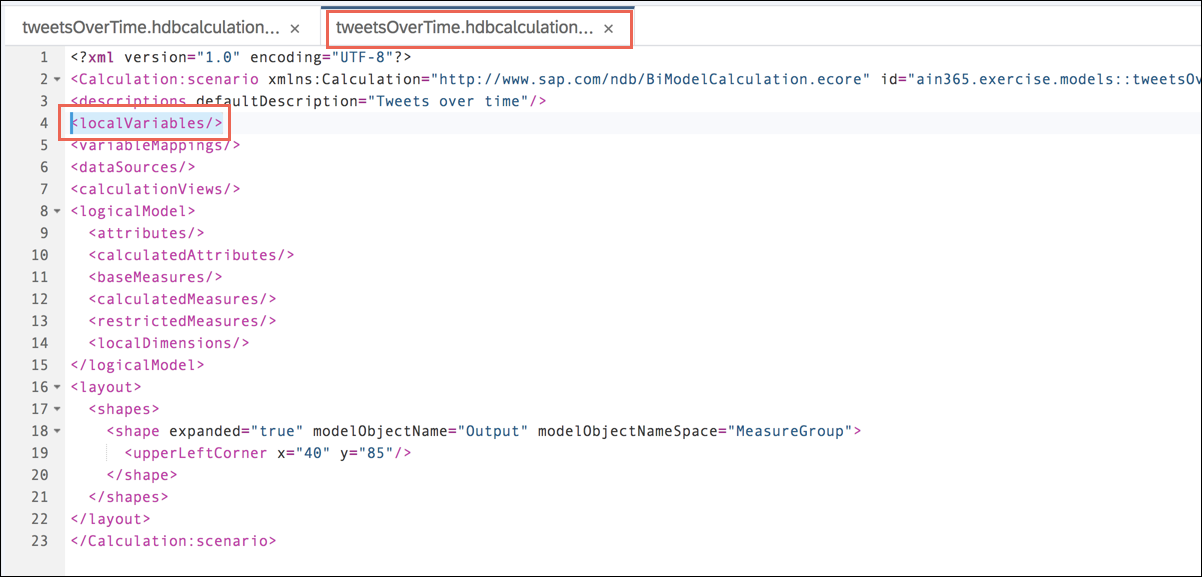 tweetsOverTime.hdbcalculation... × tweetsOverTime.hdbcalculation... ×
1 <?xml version="1.0" encoding="UTF-8"?>
2 <Calculation:scenario xmlns:Calculation="http://www.sap.com/ndb/BiModelCalculation.ecore" id="ain365.exercise.models::tweetsOv
3 <descriptions defaultDescription="Tweets over time"/>
4 <localVariables/>
5 <variableMappings/>
6 <dataSources/>
7 <calculationViews/>
8 <logicalModel>
9 <attributes/>
10 <calculatedAttributes/>
11 <baseMeasures/>
12 <calculatedMeasures/>
13 <restrictedMeasures/>
14 <localDimensions/>
15 </logicalModel>
16 <layout>
17 <shapes>
18 <shape expanded="true" modelObjectName="Output" modelObjectNameSpace="MeasureGroup">
19 <upperLeftCorner x="40" y="85"/>
20 </shape>
21 </shapes>
22 </layout>
23 </Calculation:scenario>